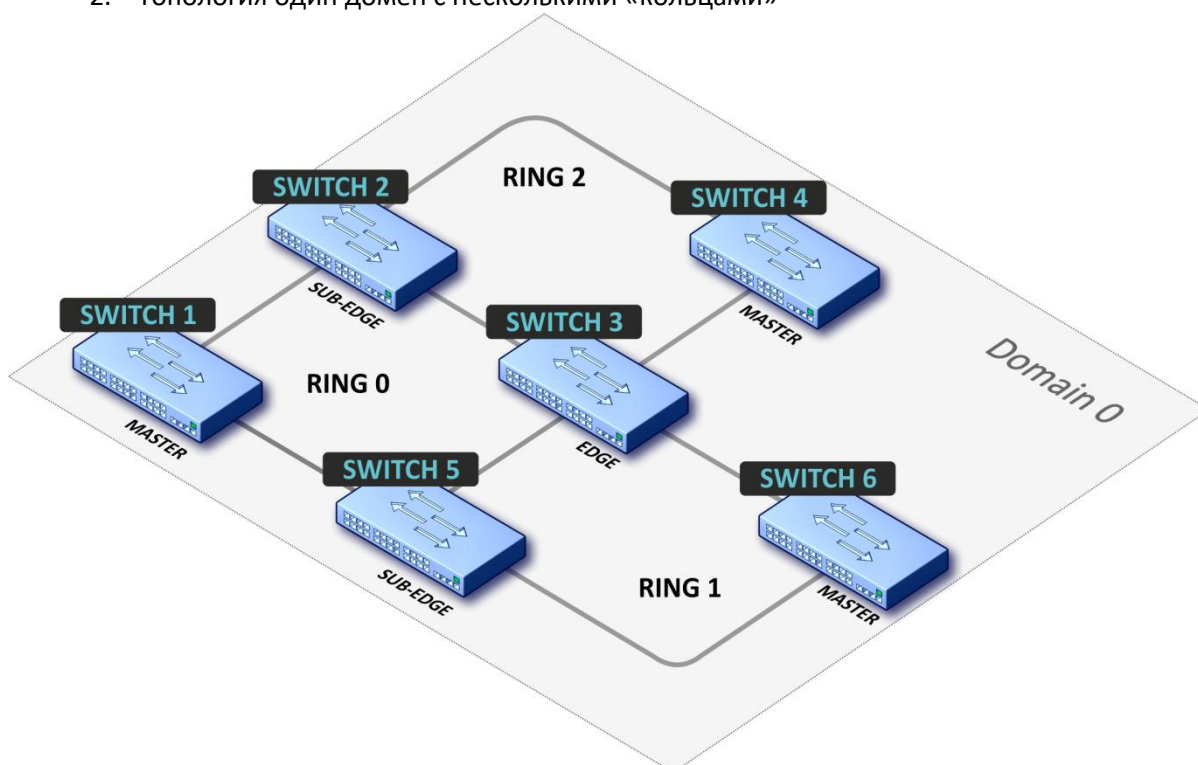 2. Топология один домен с несколькими «кольцами»
RING 2
SWITCH 2
SWITCH 4
SUB-EDGE
SWITCH 1
SWITCH 3
MASTER
Domain 0
RING 0
MASTER
EDGE
SWITCH 5
SWITCH 6
SUB-EDGE
RING 1
MASTER